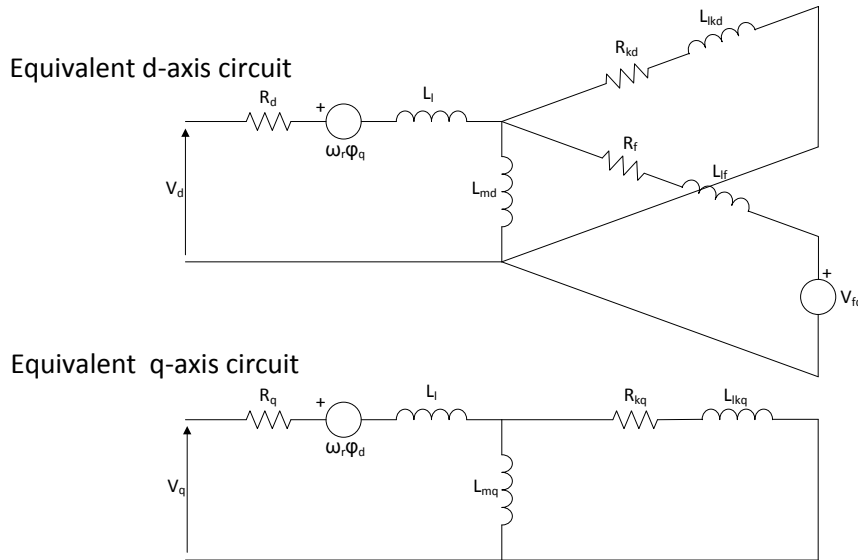 Equivalent d-axis circuit
L_lkd
R_kd
R_d
+
L_l
ω_rφ_q
R_f
L_lf
V_d
L_md
+
Equivalent  q-axis circuit
R_q
+
L_l
R_kq
L_lkq
ω_rφ_d
V_q
L_mq